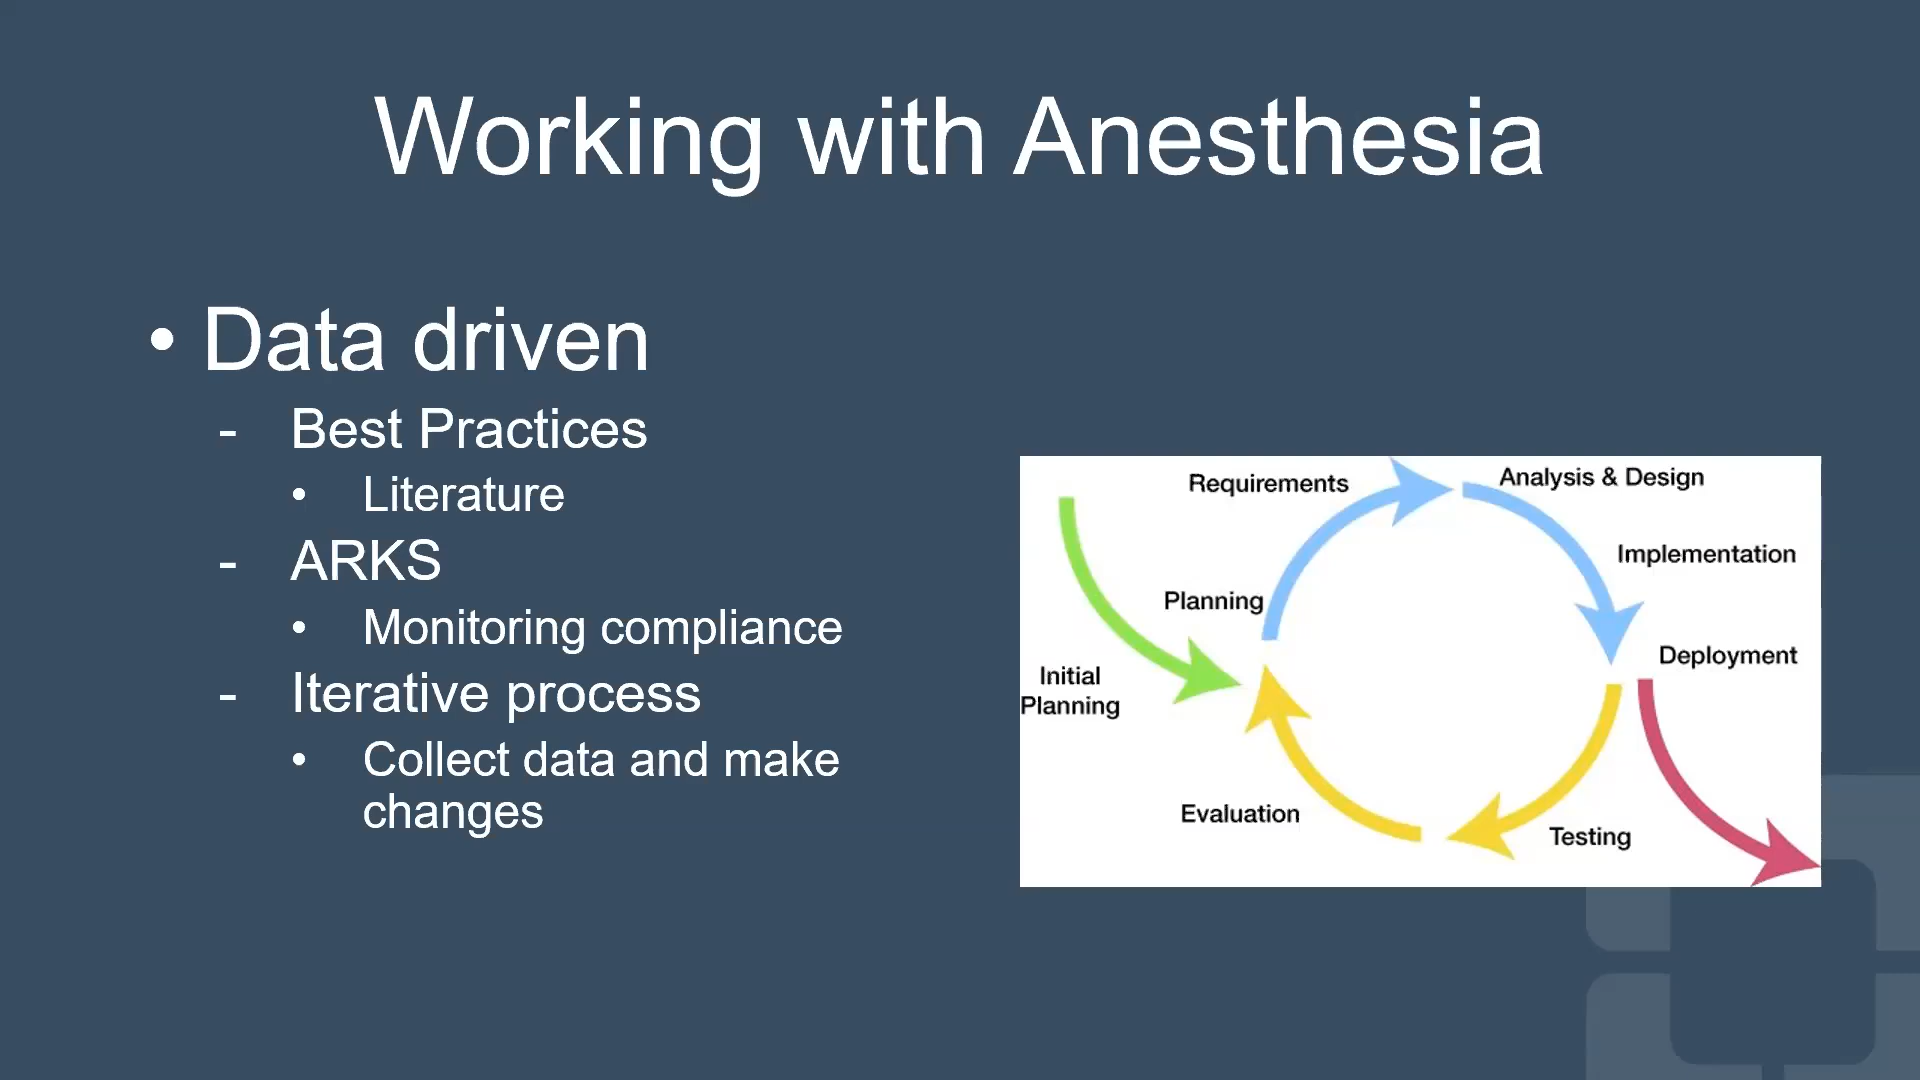 Working with Anesthesia
• Data driven
- Best Practices
• Literature
- ARKS
• Monitoring compliance
- Iterative process
• Collect data and make
changes
Requirements
Analysis & Design
Implementation
Planning
Deployment
Initial
Planning
Evaluation
Testing